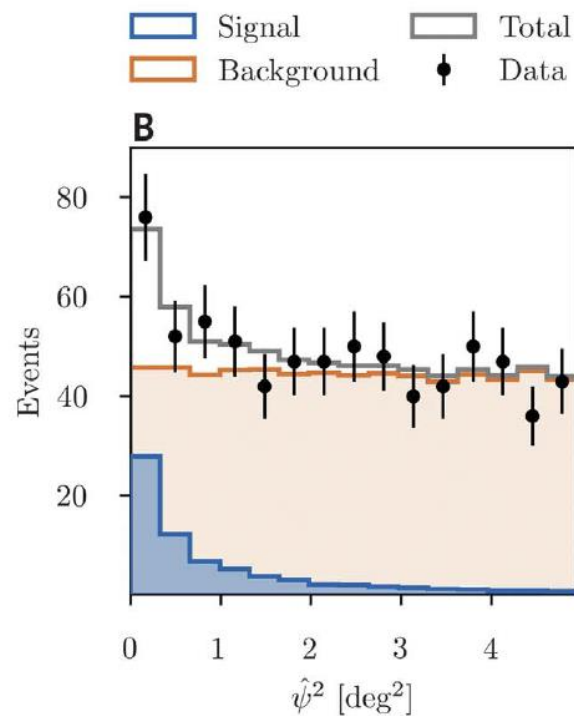 Signal
Total
Background
Data
B
80
60
40
20
Events
0 1 2 3 4
ψ̂² [deg²]